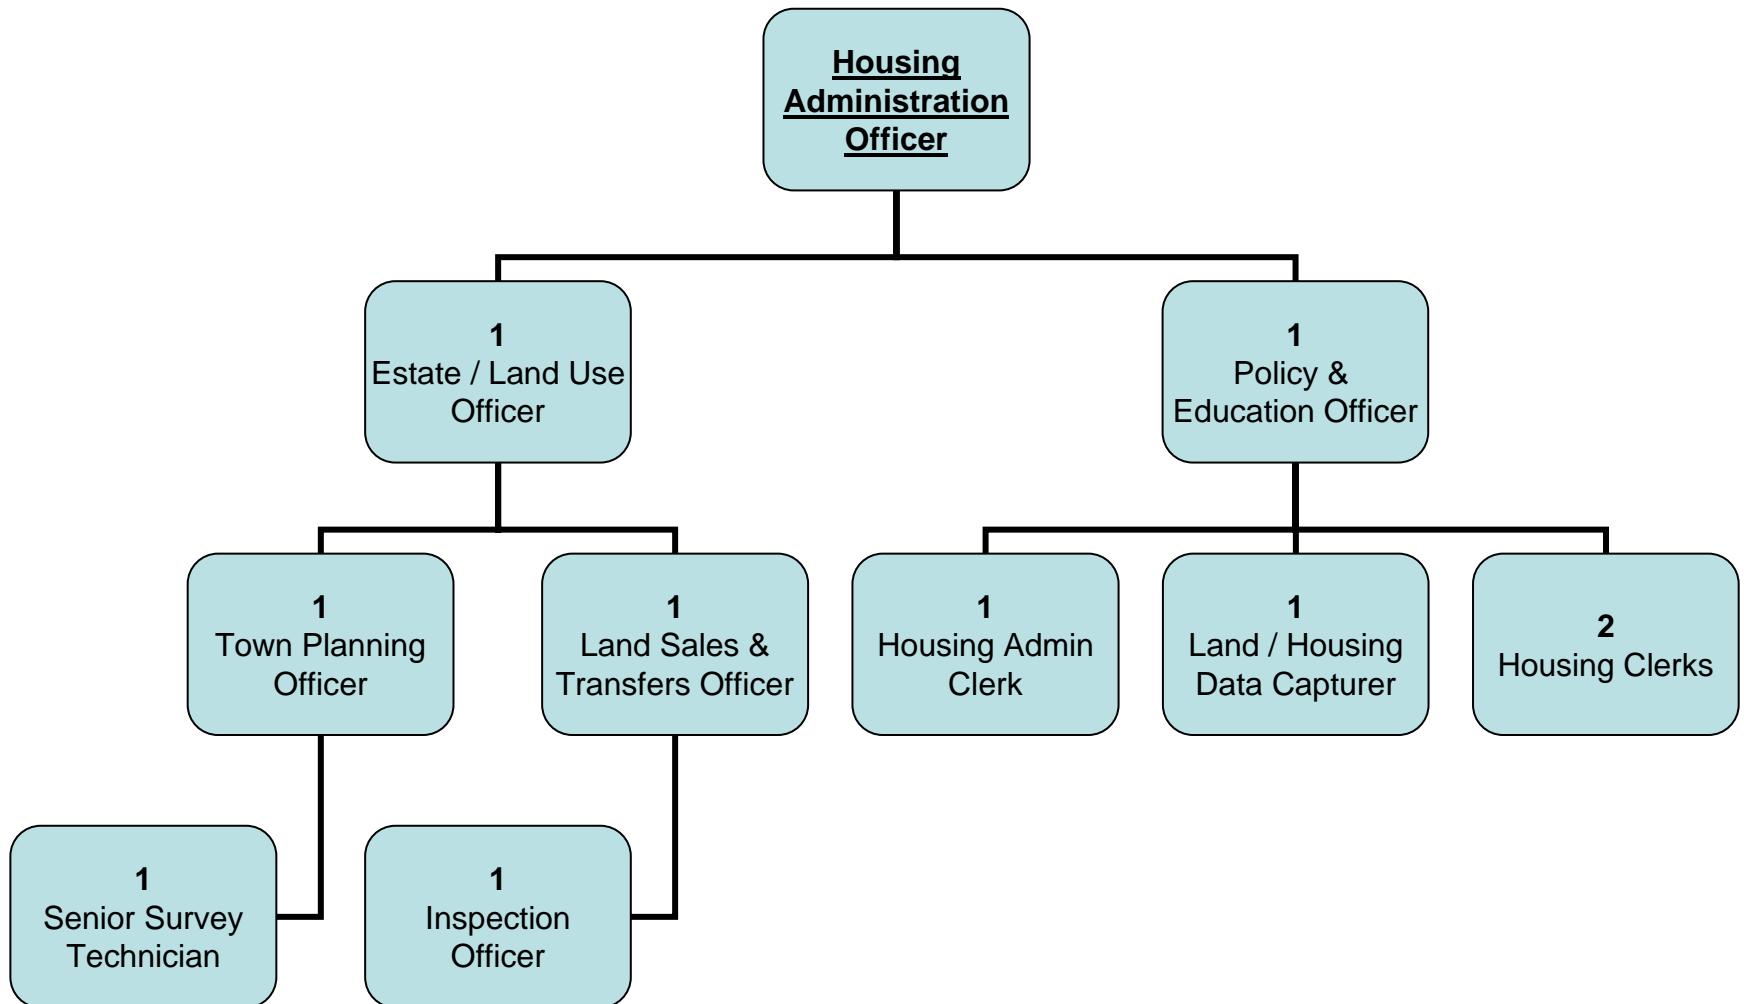 Housing
Administration
Officer
1
Estate / Land Use
Officer
1
Policy &
Education Officer
1
Town Planning
Officer
1
Land Sales &
Transfers Officer
1
Housing Admin
Clerk
1
Land / Housing
Data Capturer
2
Housing Clerks
1
Senior Survey
Technician
1
Inspection
Officer